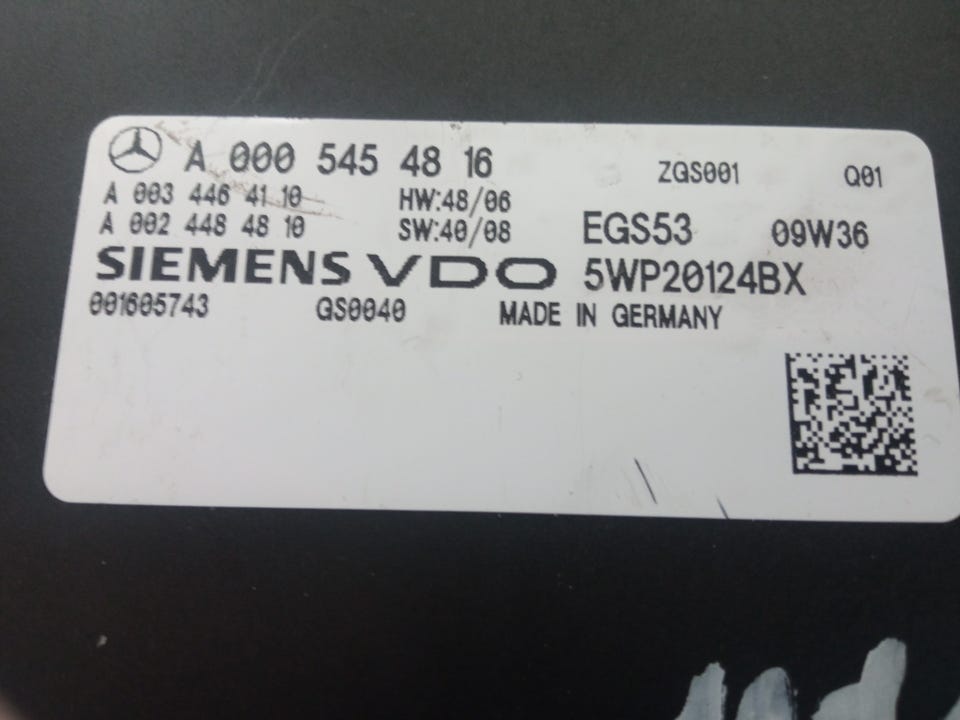 A 000 545 48 16 ZGS001 Q01
A 003 446 41 10 HW:48/06
A 002 448 48 10 SW:40/08 EGS53 09W36
SIEMENS VDO 5WP20124BX
001605743 GS0040 MADE IN GERMANY